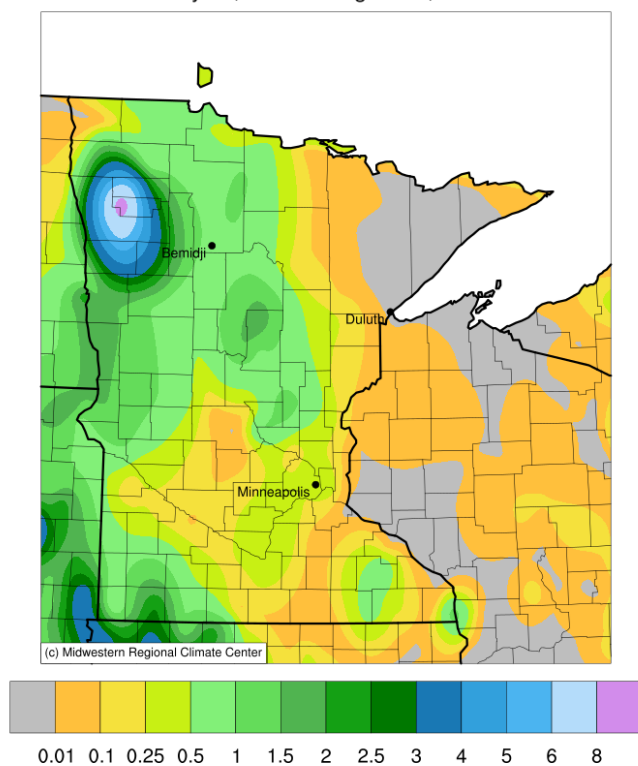 Bemidji
Duluth
Minneapolis
(c) Midwestern Regional Climate Center
0.01 0.1 0.25 0.5 1 1.5 2 2.5 3 4 5 6 8